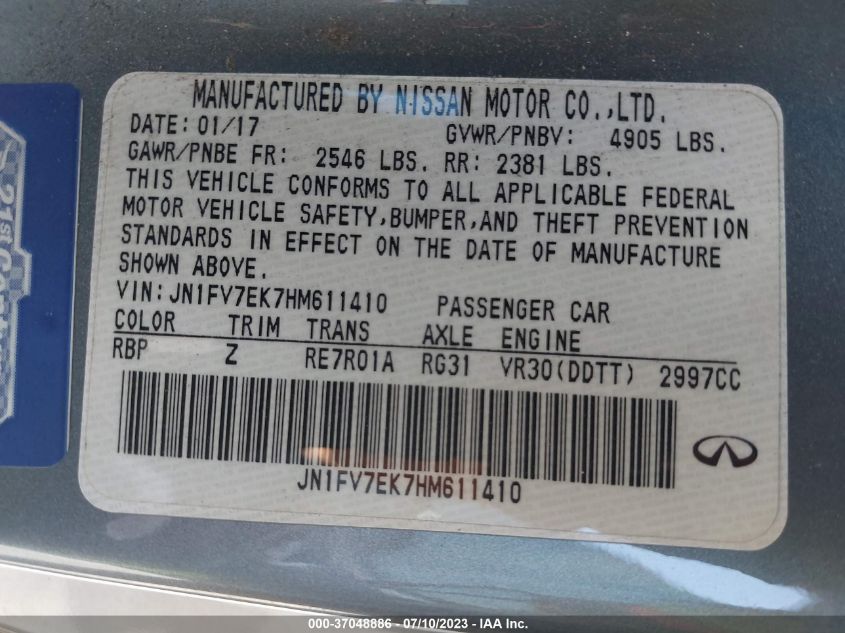 MANUFACTURED BY NISSAN MOTOR CO.,LTD.
DATE: 01/17 GVWR/PNBV: 4905 LBS.
GAWR/PNBE FR: 2546 LBS. RR: 2381 LBS.
THIS VEHICLE CONFORMS TO ALL APPLICABLE FEDERAL
MOTOR VEHICLE SAFETY,BUMPER,AND THEFT PREVENTION
STANDARDS IN EFFECT ON THE DATE OF MANUFACTURE
SHOWN ABOVE.
VIN:JN1FV7EK7HM611410 PASSENGER CAR
COLOR TRIM TRANS AXLE ENGINE
RBP Z RE7R01A RG31 VR30(DDTT) 2997CC
JN1FV7EK7HM611410
21st
000-37048886 - 07/10/2023 - IAA Inc.